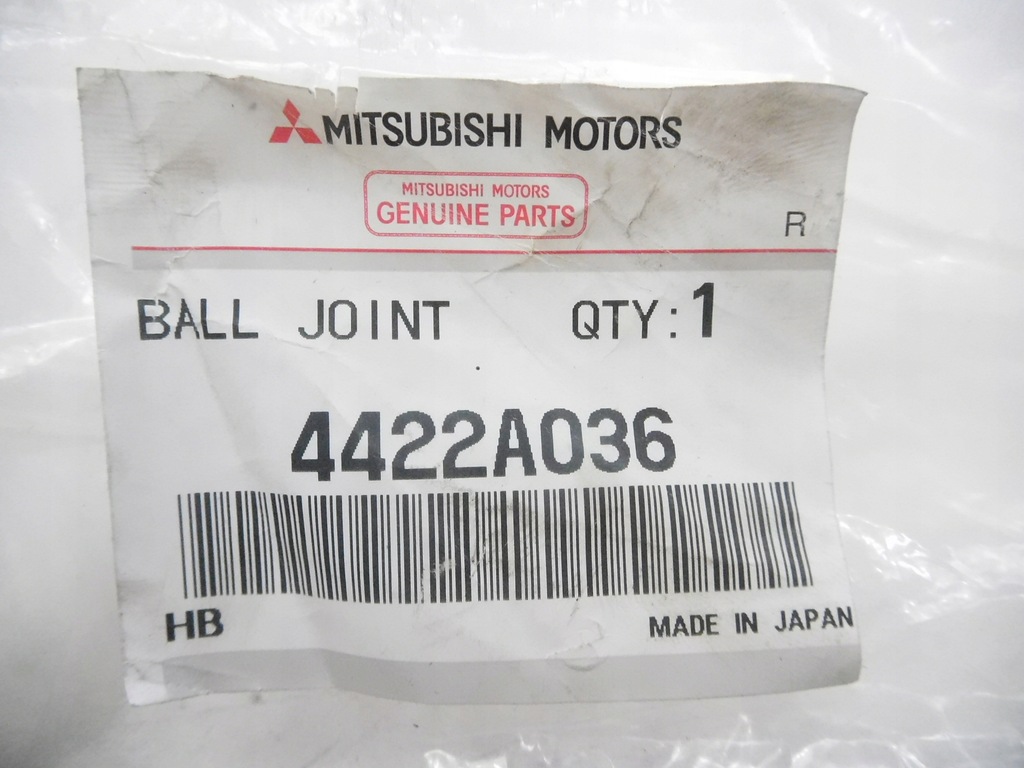 MITSUBISHI MOTORS
MITSUBISHI MOTORS
GENUINE PARTS
R
BALL JOINT QTY:1
4422A036
HB MADE IN JAPAN